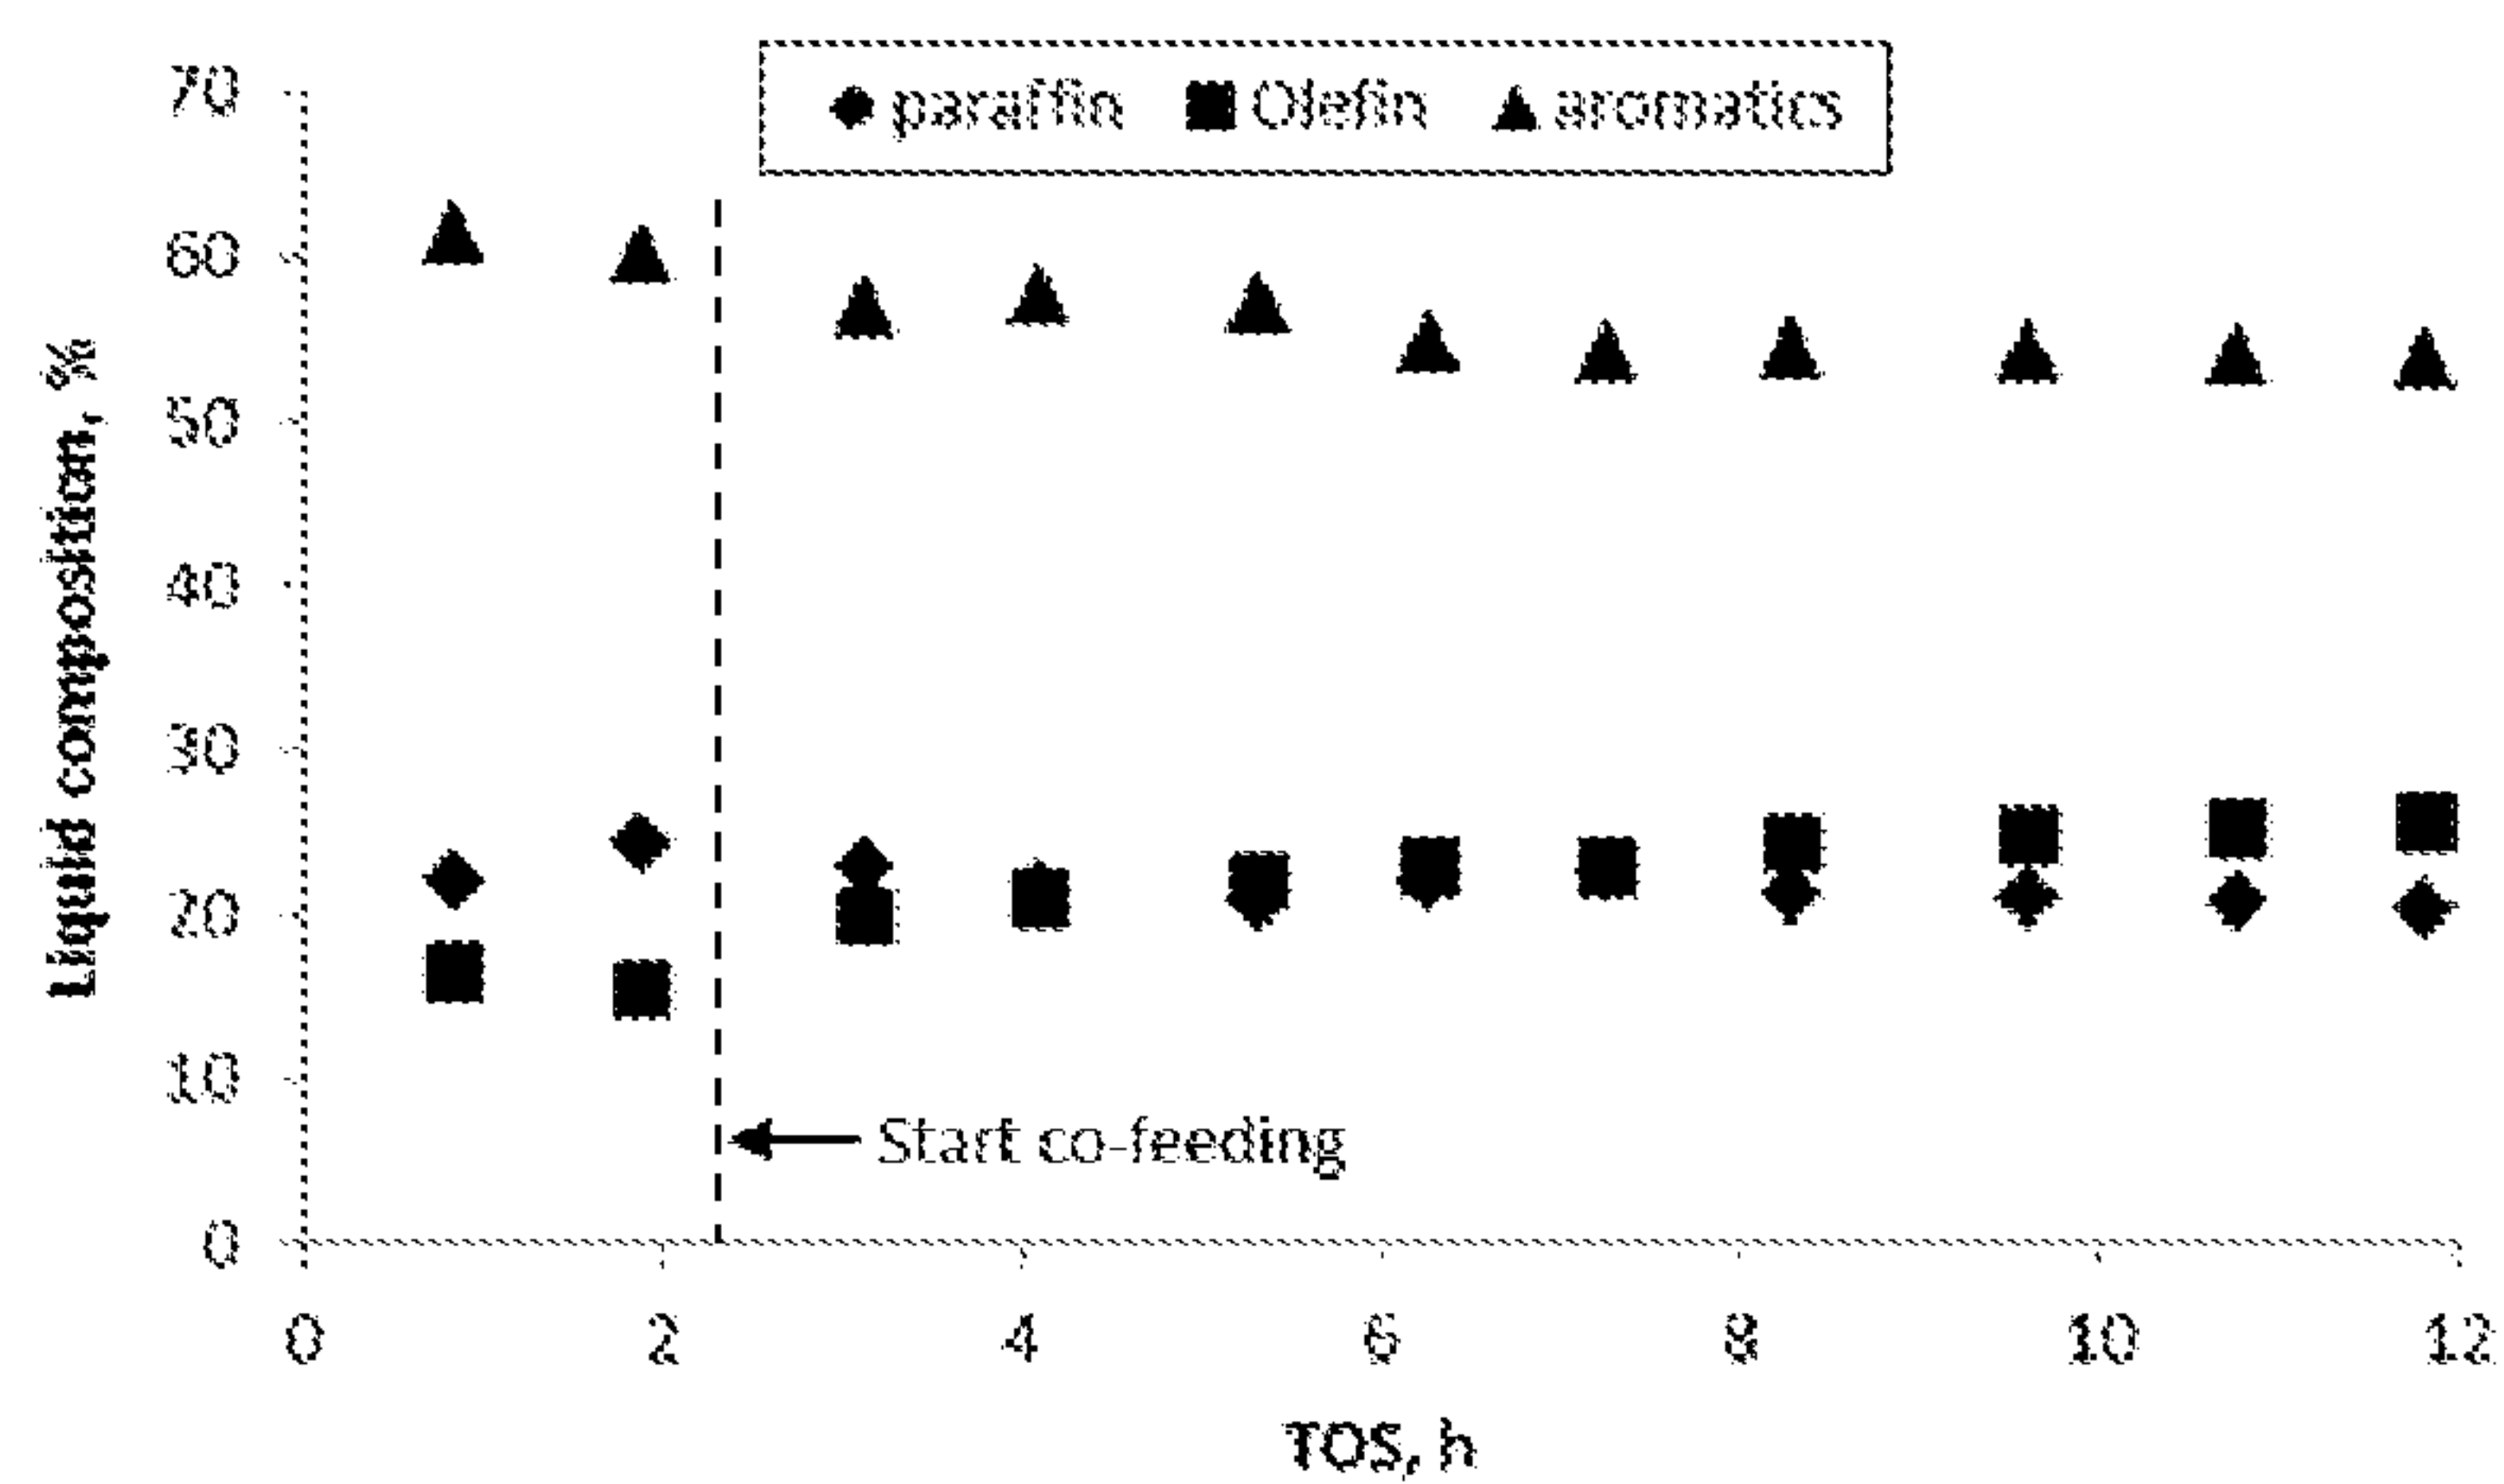 paraffin Olefin aromatics
Liquid composition, %
70
60
50
40
30
20
10
0
Start co-feeding
0 2 4 6 8 10 12
TOS, h